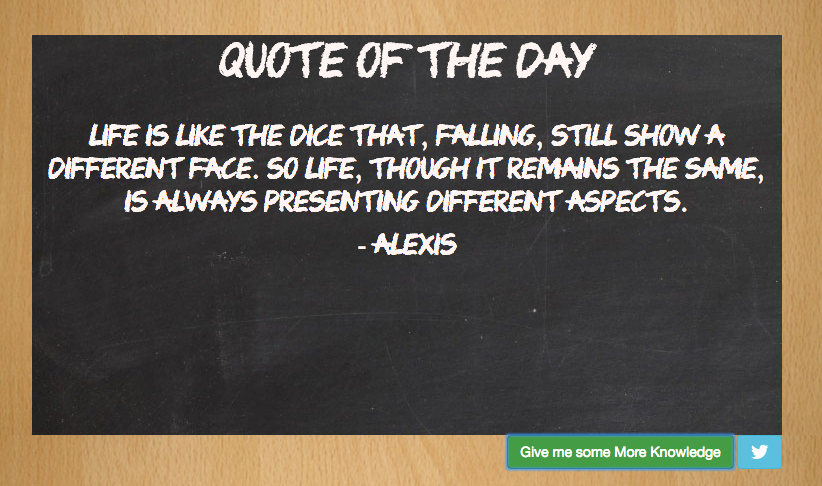 QUOTE OF THE DAY
LIFE IS LIKE THE DICE THAT, FALLING, STILL SHOW A
DIFFERENT FACE. SO LIFE, THOUGH IT REMAINS THE SAME,
IS ALWAYS PRESENTING DIFFERENT ASPECTS.
- ALEXIS
Give me some More Knowledge